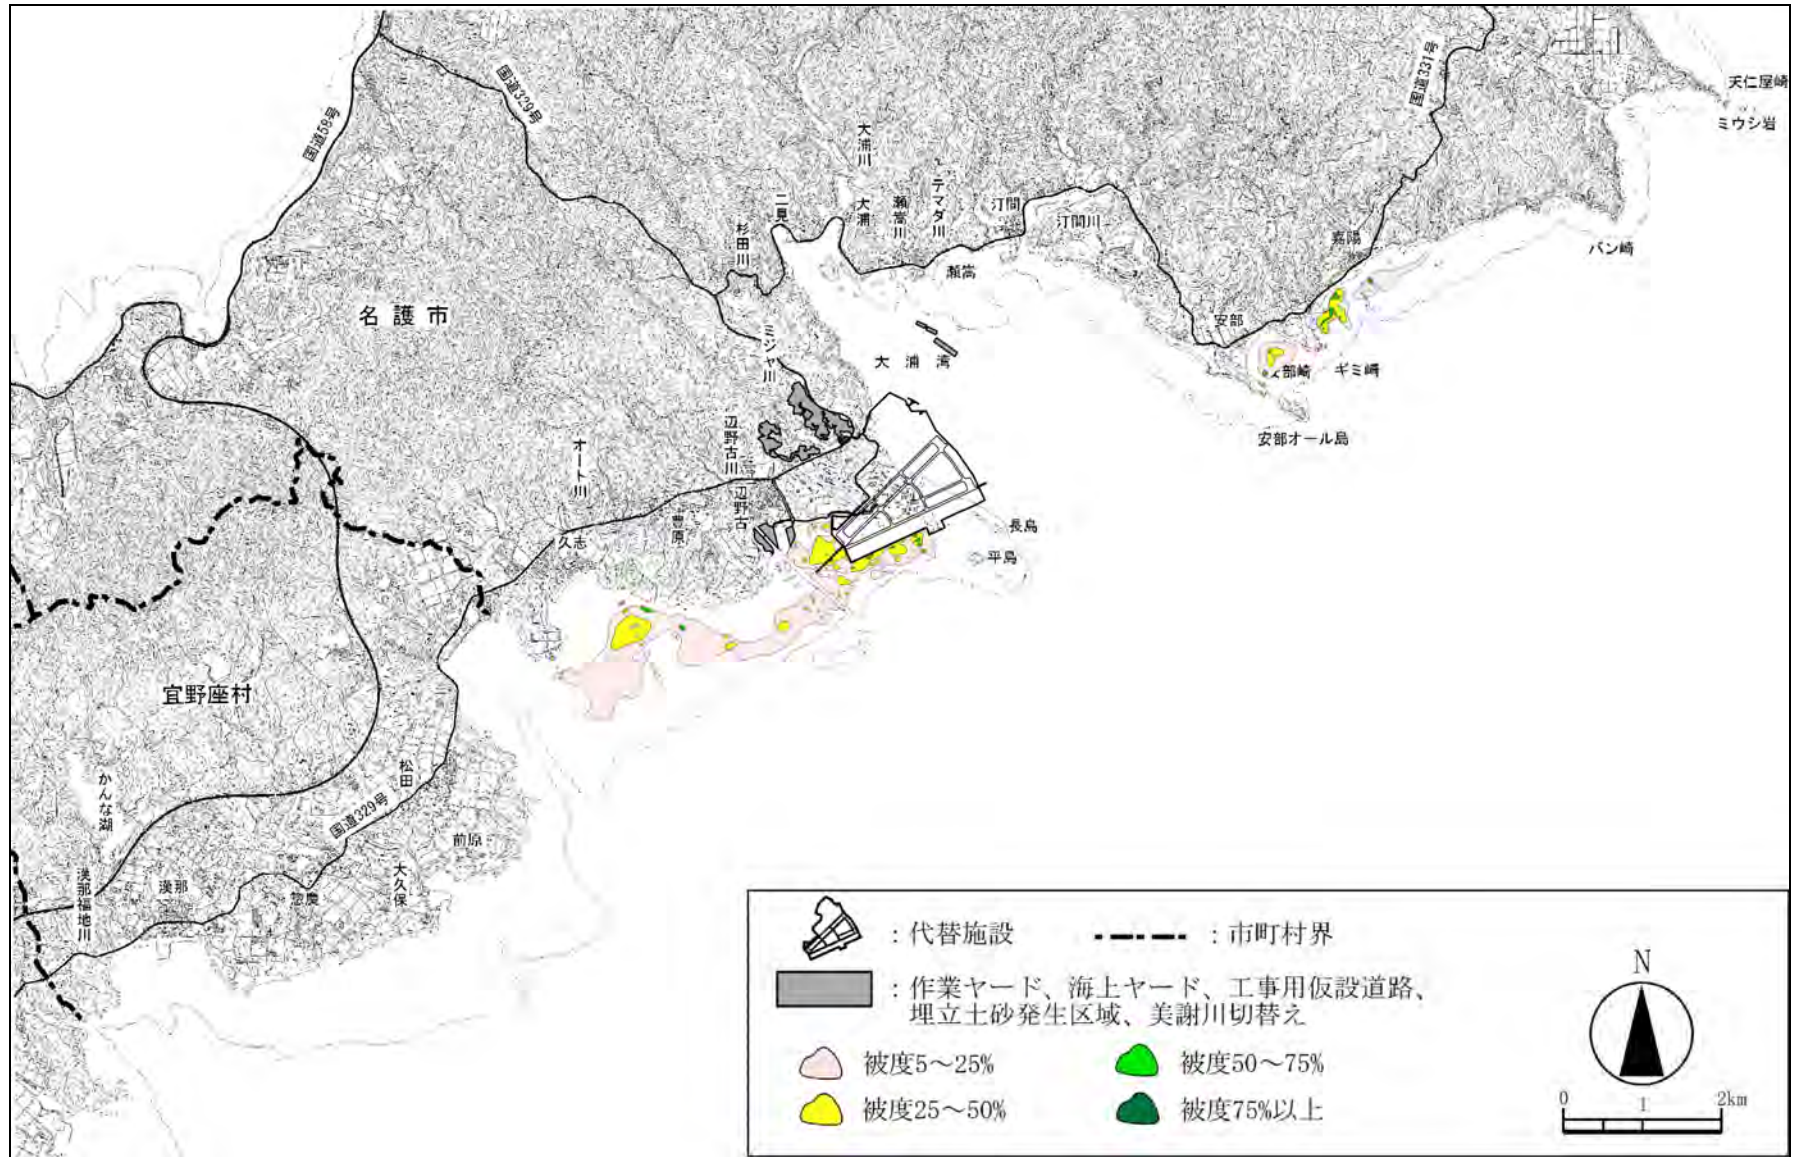 天仁屋崎
ミウシ岩
国道331号
国道329号
国道58号
大浦川
テマダ川
瀬嵩川
大浦
二見
杉田川
汀間
汀間川
嘉陽
バン崎
瀬嵩
名護市
ミジャ川
安部
大浦湾
部崎
ギミ崎
安部オール島
辺野古川
オート川
辺野古
豊原
久志
長島
平島
宜野座村
かんな湖
松田
国道329号
前原
大久保
惣慶
漢那
漢那福地川
:代替施設
:市町村界
:作業ヤード、海上ヤード、工事用仮設道路、
埋立土砂発生区域、美謝川切替え
被度5～25%
被度50～75%
被度25～50%
被度75%以上
N
0 1 2km